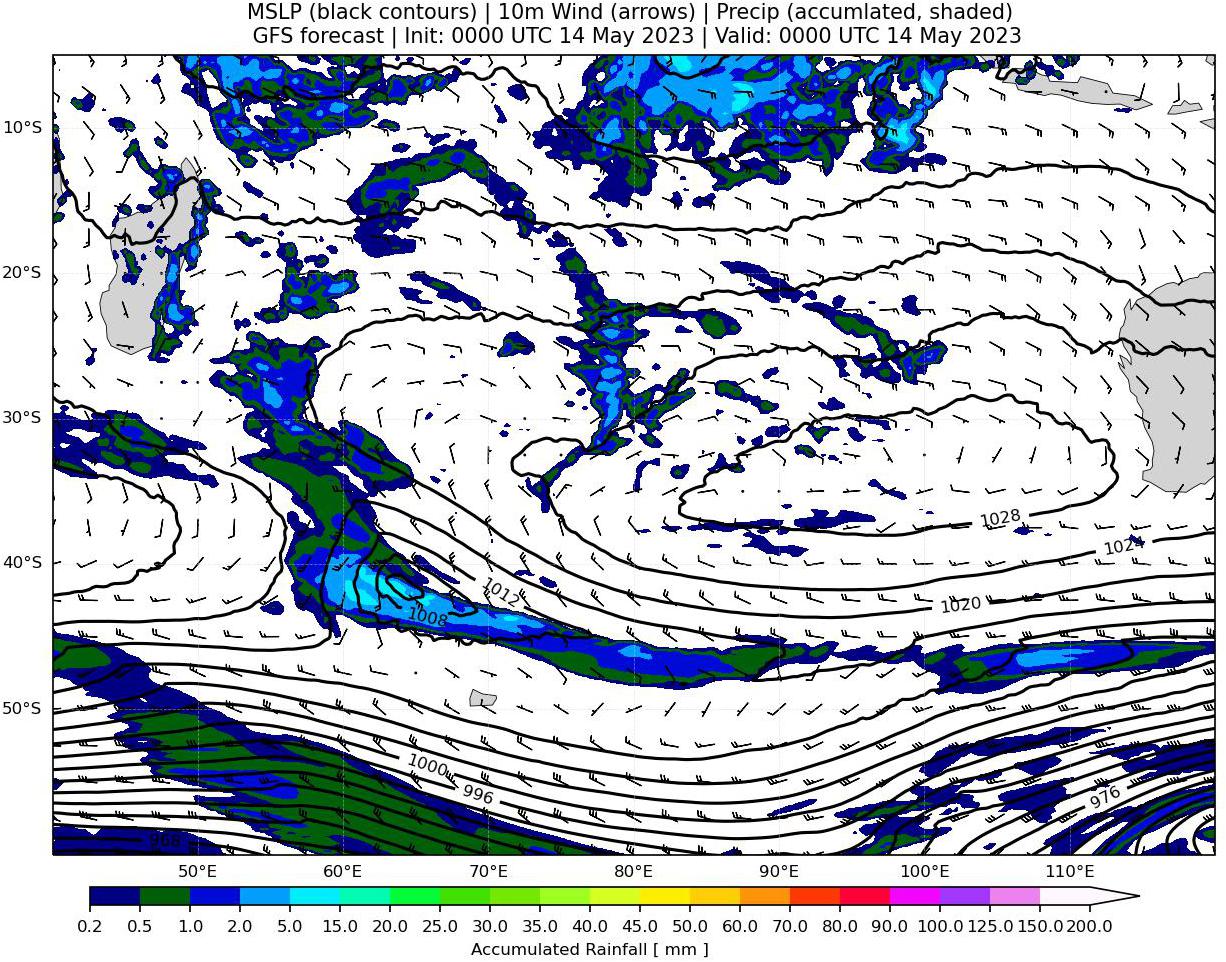 MSLP (black contours) | 10m Wind (arrows) | Precip (accumlated, shaded)
GFS forecast | Init: 0000 UTC 14 May 2023 | Valid: 0000 UTC 14 May 2023
10°S
20°S
30°S
1028
40°S
1024
1012
1020
1008
50°S
1000
996
976
968
50°E 60°E 70°E 80°E 90°E 100°E 110°E
0.2 0.5 1.0 2.0 5.0 10.0 15.0 20.0 25.0 30.0 35.0 40.0 45.0 50.0 60.0 70.0 80.0 90.0 100.0 125.0 150.0 200.0
Accumulated Rainfall [ mm ]